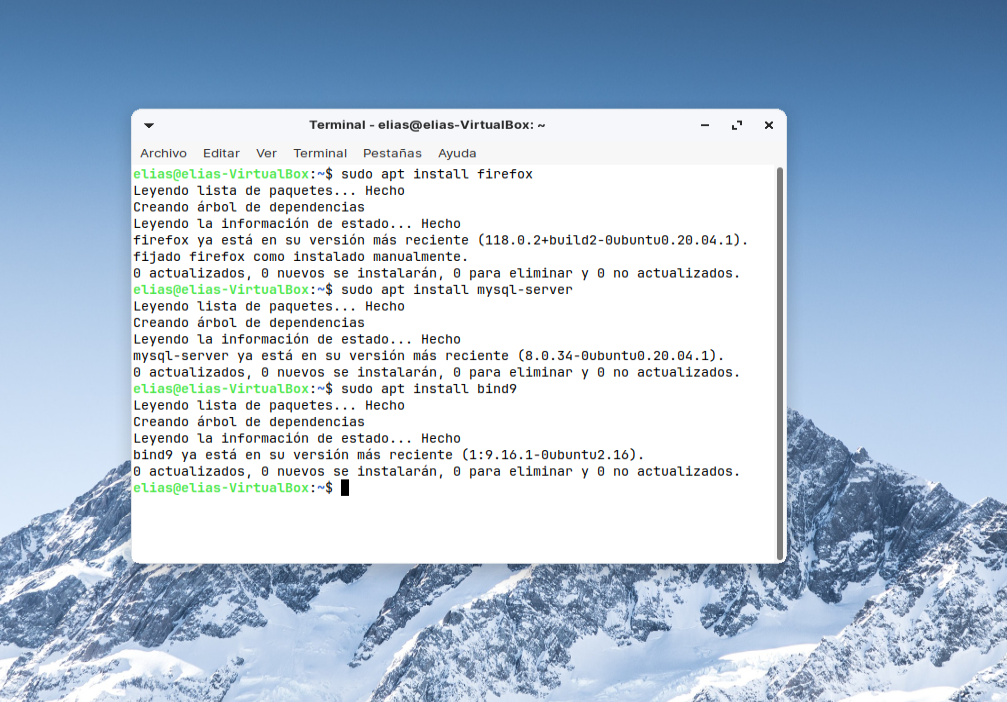 Terminal - elias@elias-VirtualBox: ~
Archivo Editar Ver Terminal Pestañas Ayuda
elias@elias-VirtualBox:~$ sudo apt install firefox
Leyendo lista de paquetes... Hecho
Creando árbol de dependencias
Leyendo la información de estado... Hecho
firefox ya está en su versión más reciente (118.0.2+build2-0ubuntu0.20.04.1).
fijado firefox como instalado manualmente.
0 actualizados, 0 nuevos se instalarán, 0 para eliminar y 0 no actualizados.
elias@elias-VirtualBox:~$ sudo apt install mysql-server
Leyendo lista de paquetes... Hecho
Creando árbol de dependencias
Leyendo la información de estado... Hecho
mysql-server ya está en su versión más reciente (8.0.34-0ubuntu0.20.04.1).
0 actualizados, 0 nuevos se instalarán, 0 para eliminar y 0 no actualizados.
elias@elias-VirtualBox:~$ sudo apt install bind9
Leyendo lista de paquetes... Hecho
Creando árbol de dependencias
Leyendo la información de estado... Hecho
bind9 ya está en su versión más reciente (1:9.16.1-0ubuntu2.16).
0 actualizados, 0 nuevos se instalarán, 0 para eliminar y 0 no actualizados.
elias@elias-VirtualBox:~$